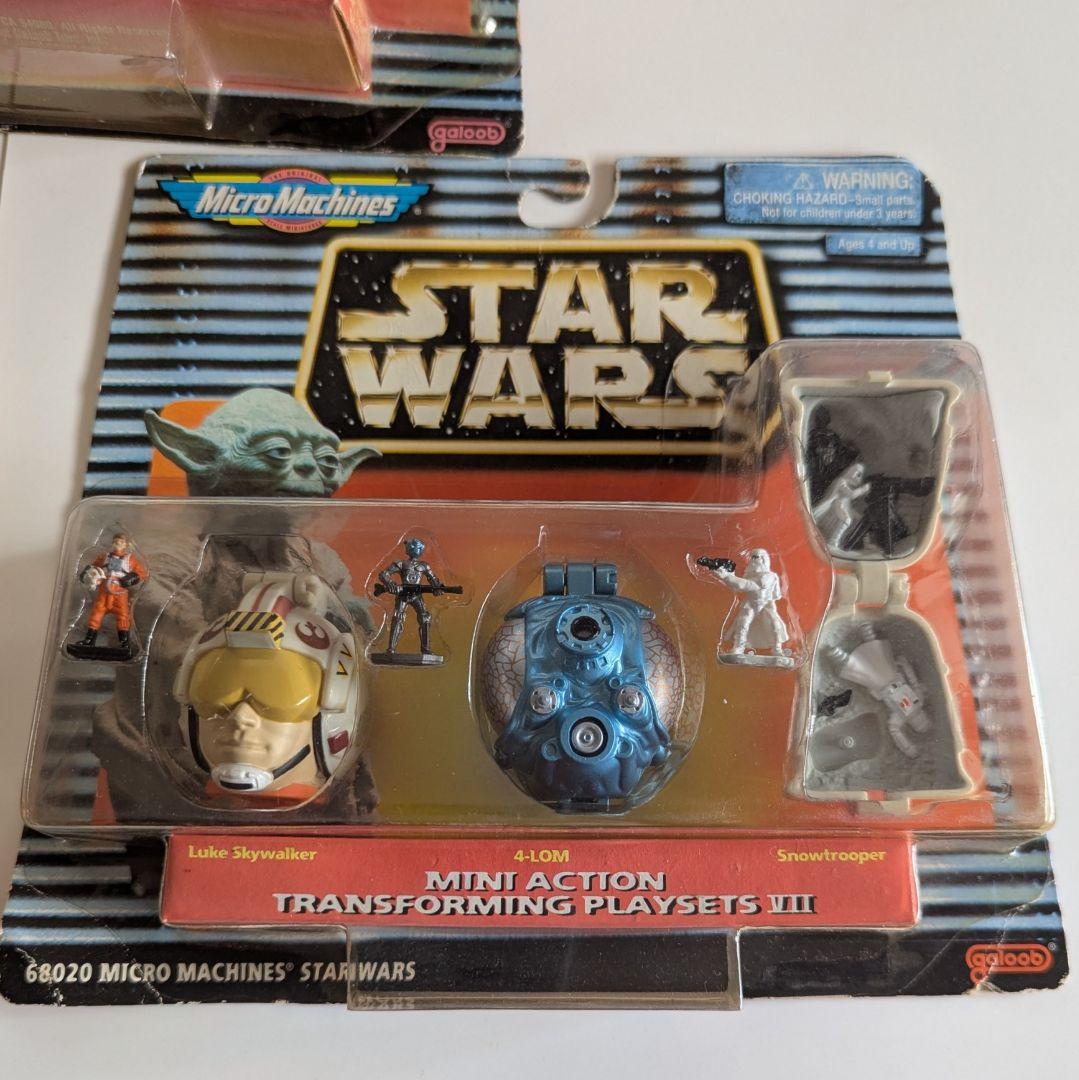 galoob
THE ORIGINAL
Micro Machines
SCALE MINIATURES
⚠ WARNING:
CHOKING HAZARD-Small parts.
Not for children under 3 years.
Ages 4 and Up
STAR
WARS
Luke Skywalker
4-LOM
Snowtrooper
MINI ACTION
TRANSFORMING PLAYSETS VII
68020 MICRO MACHINES® STAR WARS
galoob®